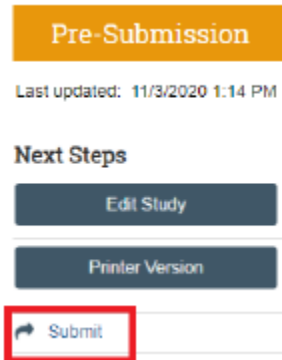 Pre-Submission
Last updated: 11/3/2020 1:14 PM
Next Steps
Edit Study
Printer Version
Submit